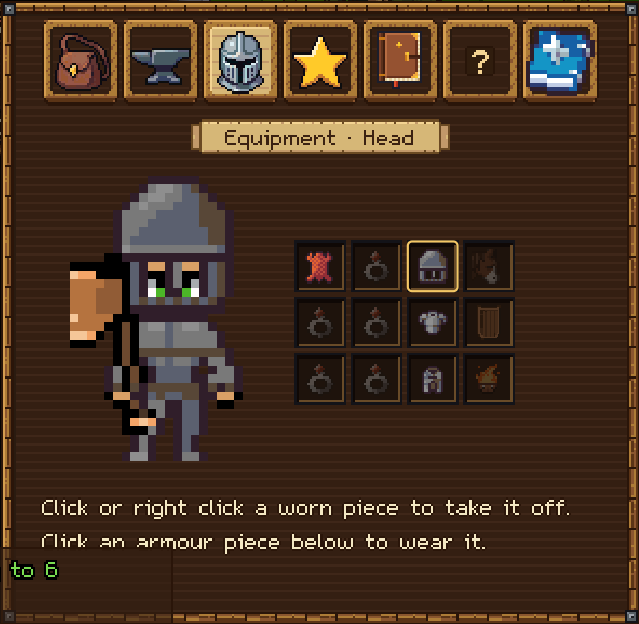 ?
Equipment · Head
Click or right click a worn piece to take it off.
Click an armour piece below to wear it.
to 6